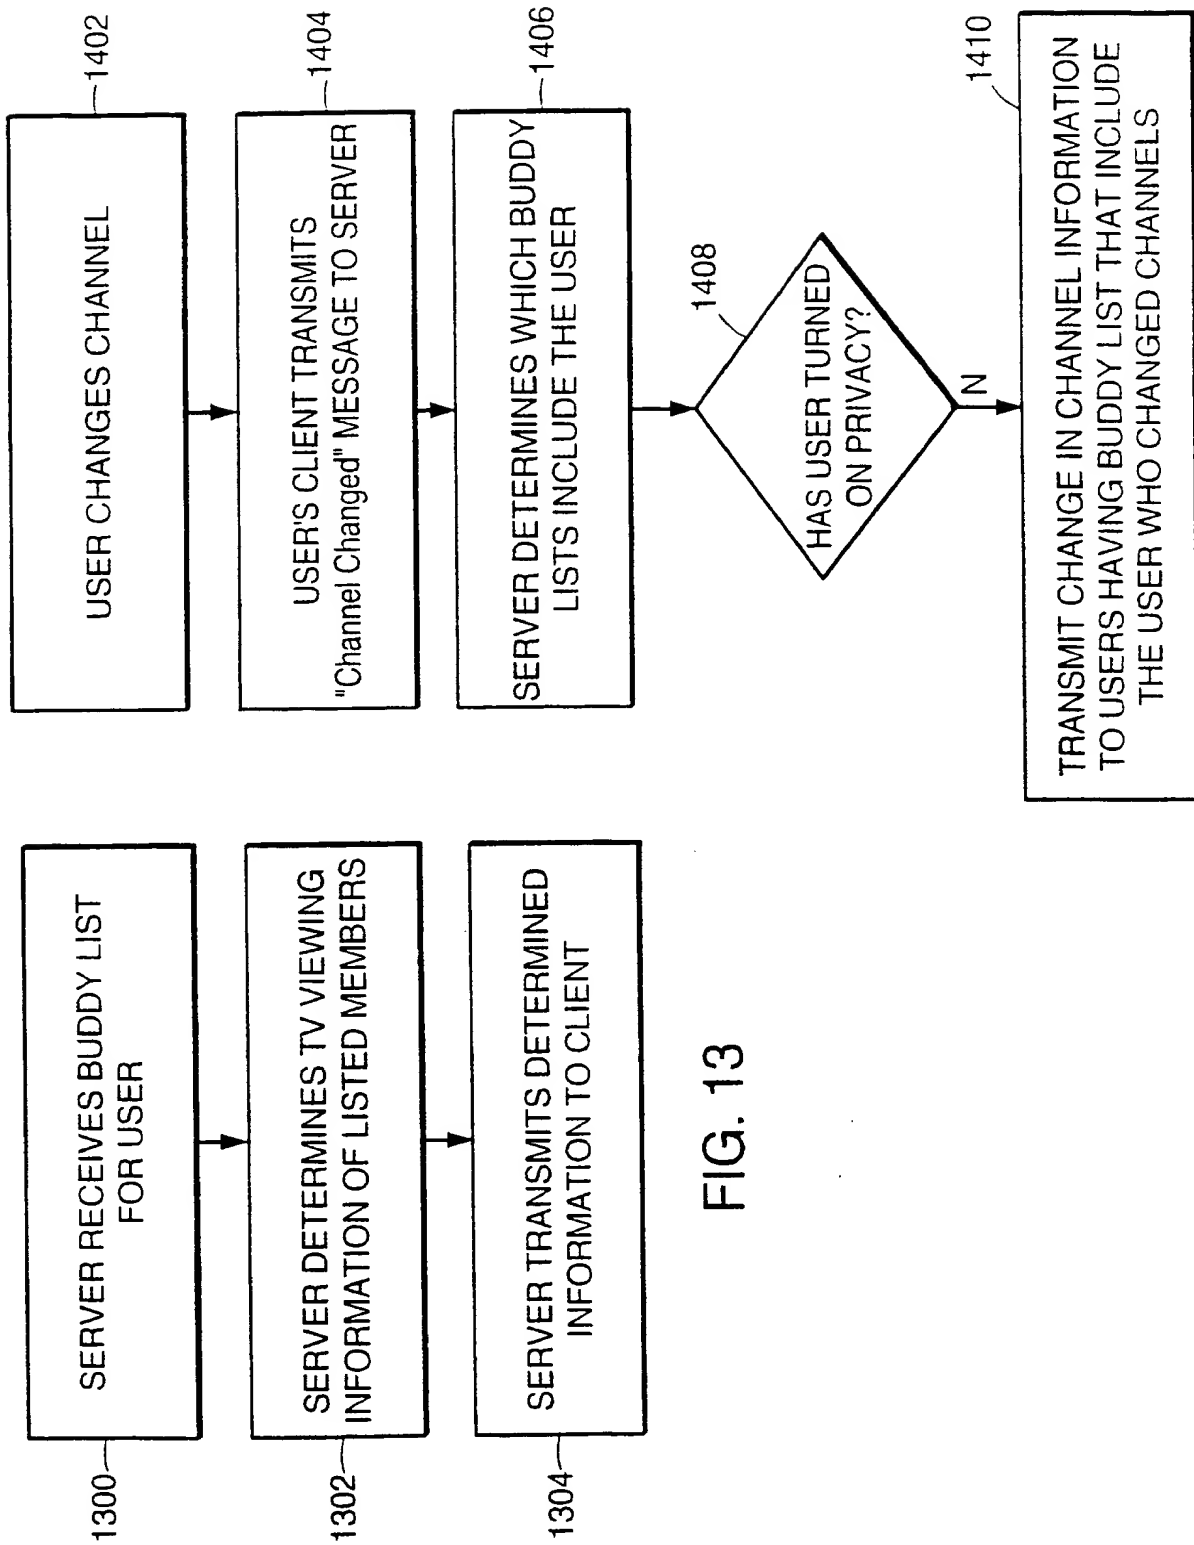 1300
SERVER RECEIVES BUDDY LIST
FOR USER
1302
SERVER DETERMINES TV VIEWING
INFORMATION OF LISTED MEMBERS
1304
SERVER TRANSMITS DETERMINED
INFORMATION TO CLIENT
FIG. 13
1402
USER CHANGES CHANNEL
1404
USER'S CLIENT TRANSMITS
"Channel Changed" MESSAGE TO SERVER
1406
SERVER DETERMINES WHICH BUDDY
LISTS INCLUDE THE USER
1408
HAS USER TURNED
ON PRIVACY?
N
1410
TRANSMIT CHANGE IN CHANNEL INFORMATION
TO USERS HAVING BUDDY LIST THAT INCLUDE
THE USER WHO CHANGED CHANNELS